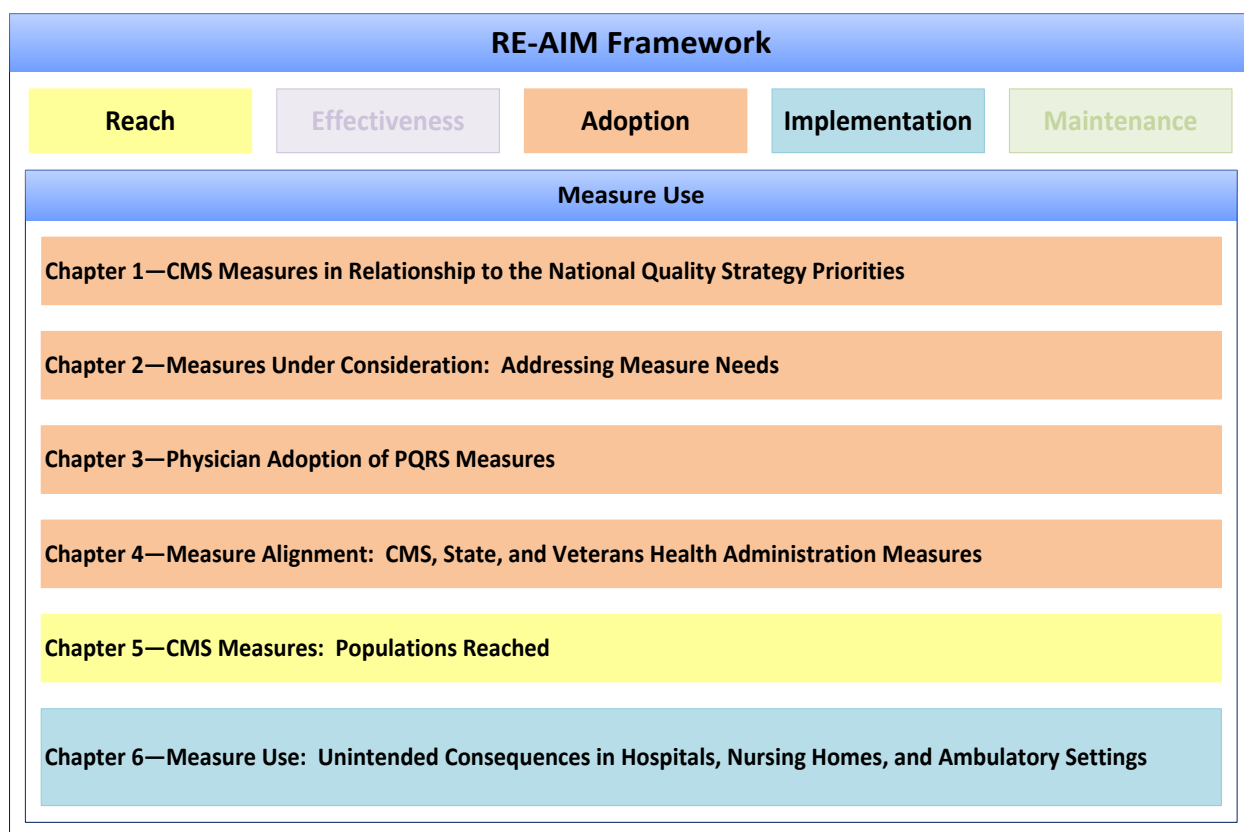 RE-AIM Framework
Reach
Effectiveness
Adoption
Implementation
Maintenance
Measure Use
Chapter 1—CMS Measures in Relationship to the National Quality Strategy Priorities
Chapter 2—Measures Under Consideration:  Addressing Measure Needs
Chapter 3—Physician Adoption of PQRS Measures
Chapter 4—Measure Alignment:  CMS, State, and Veterans Health Administration Measures
Chapter 5—CMS Measures:  Populations Reached
Chapter 6—Measure Use:  Unintended Consequences in Hospitals, Nursing Homes, and Ambulatory Settings